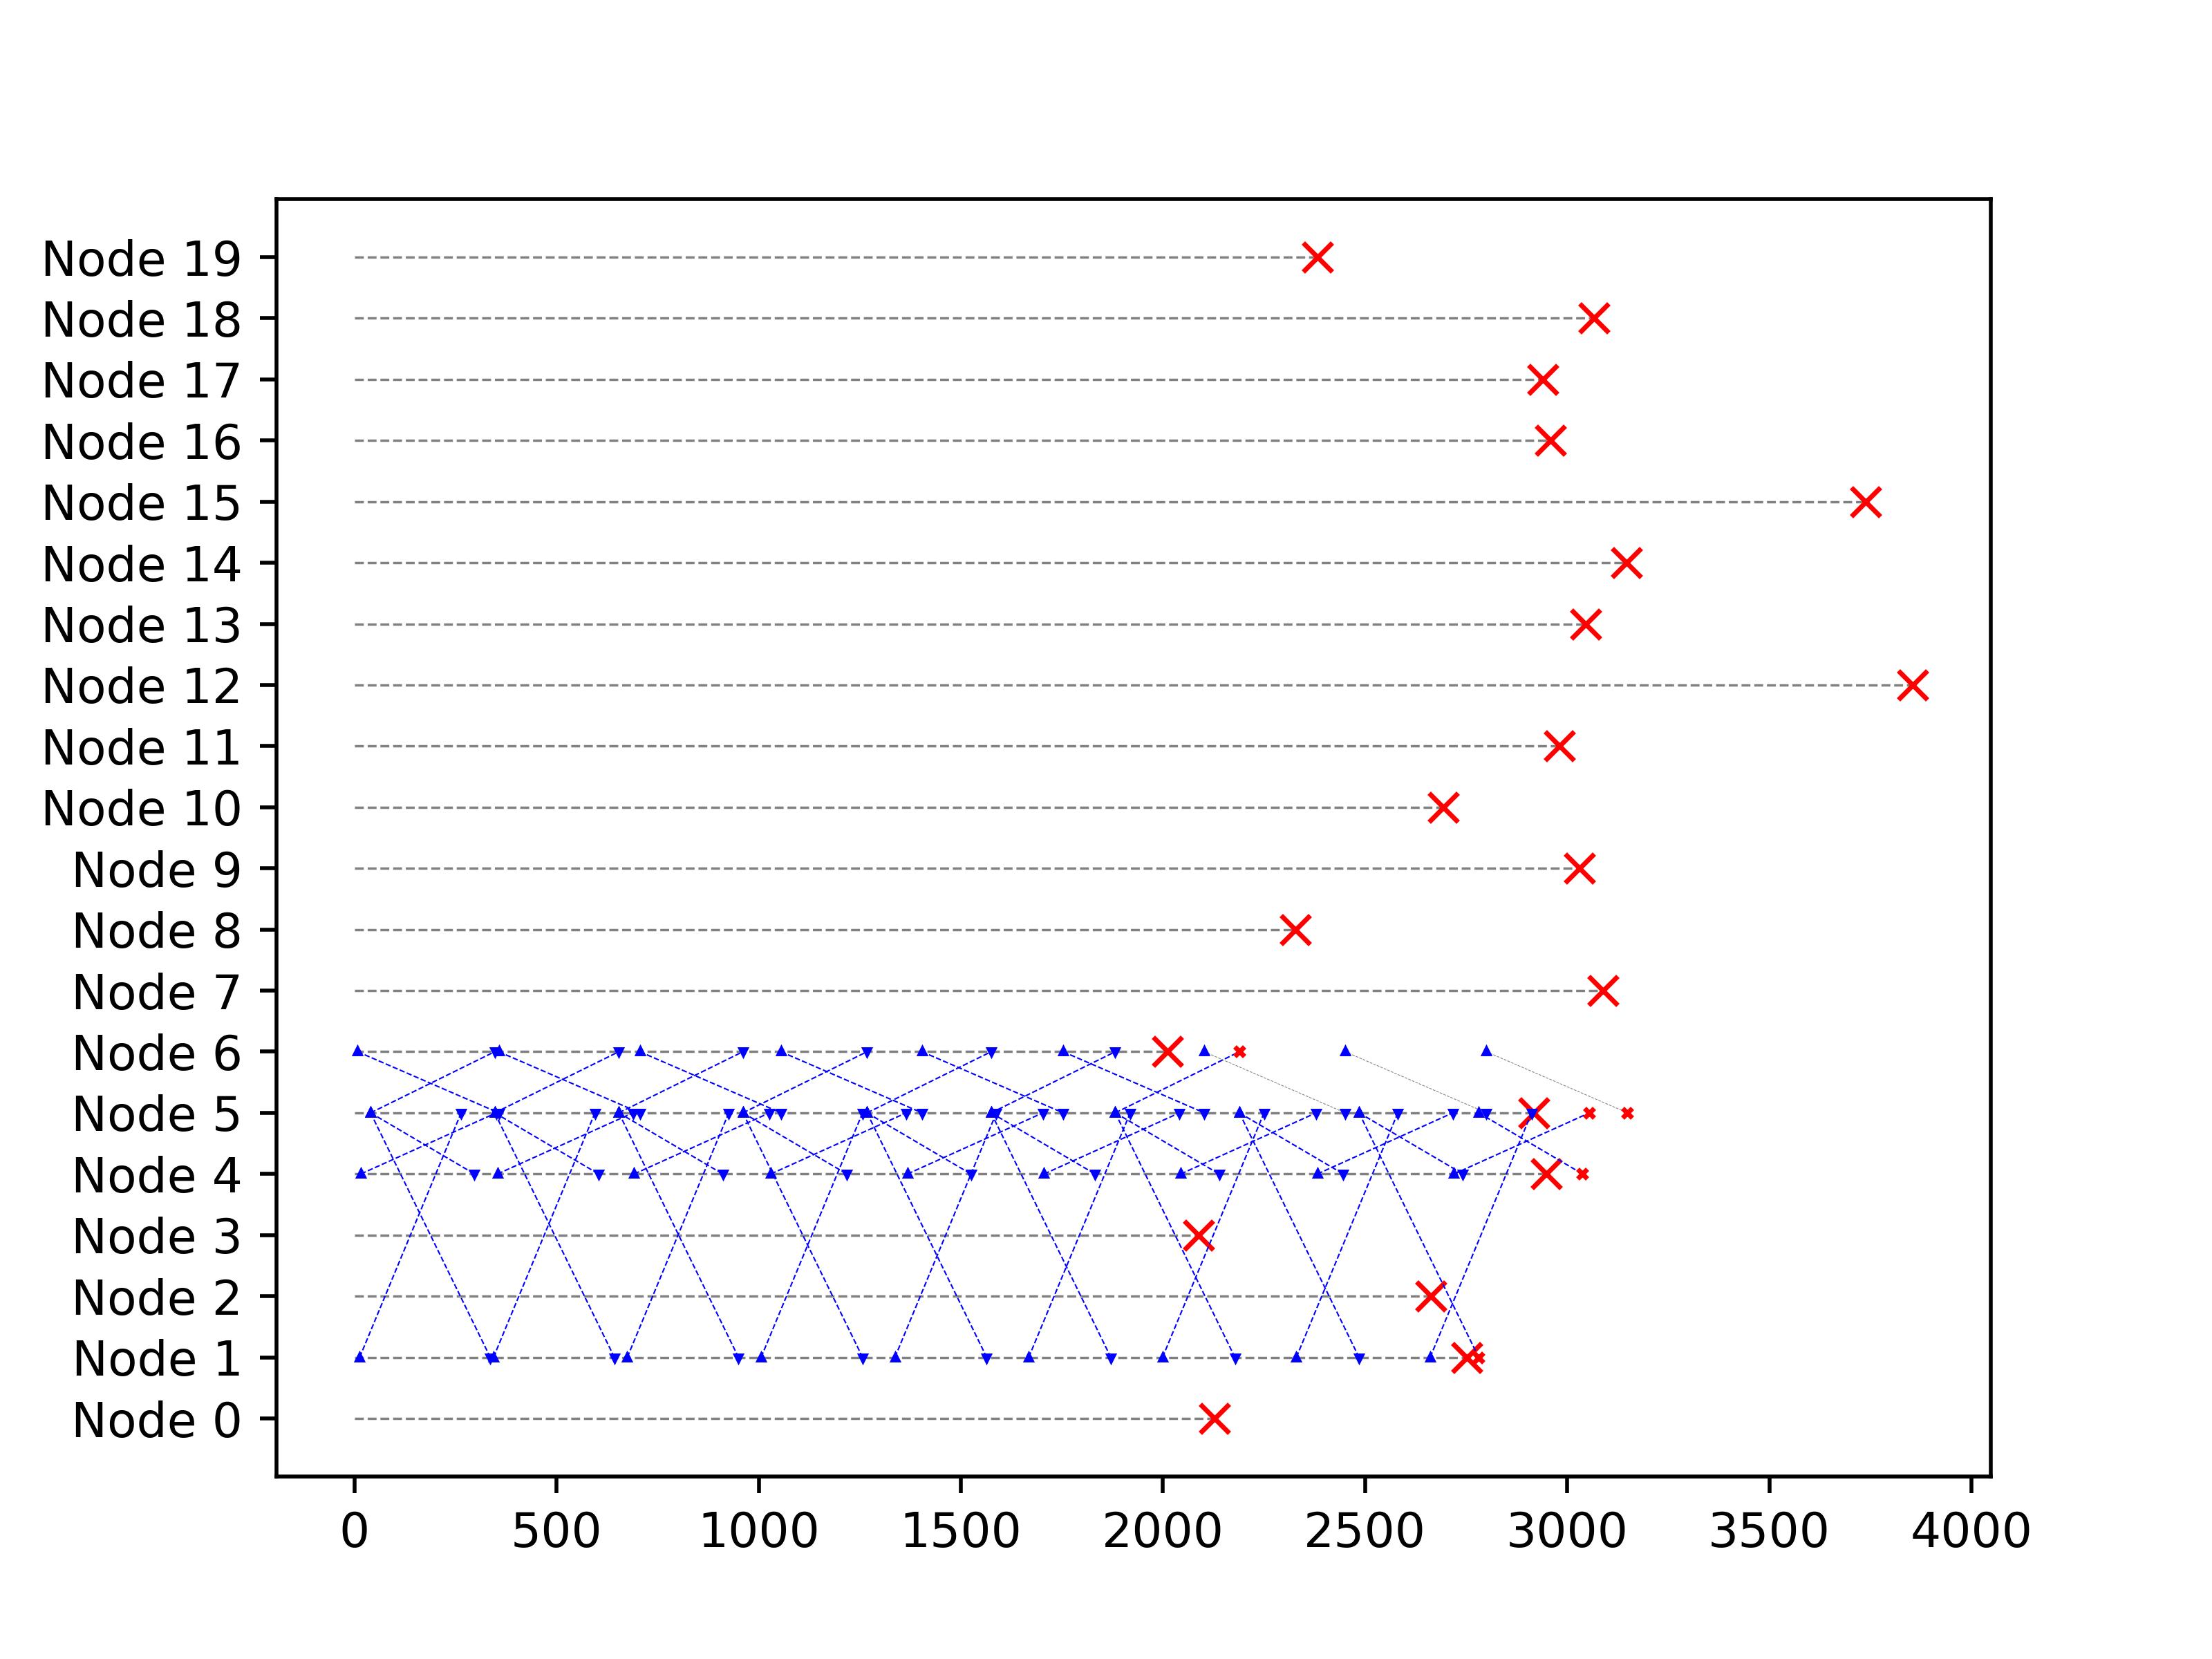 Node 19
Node 18
Node 17
Node 16
Node 15
Node 14
Node 13
Node 12
Node 11
Node 10
Node 9
Node 8
Node 7
Node 6
Node 5
Node 4
Node 3
Node 2
Node 1
Node 0
0 500 1000 1500 2000 2500 3000 3500 4000